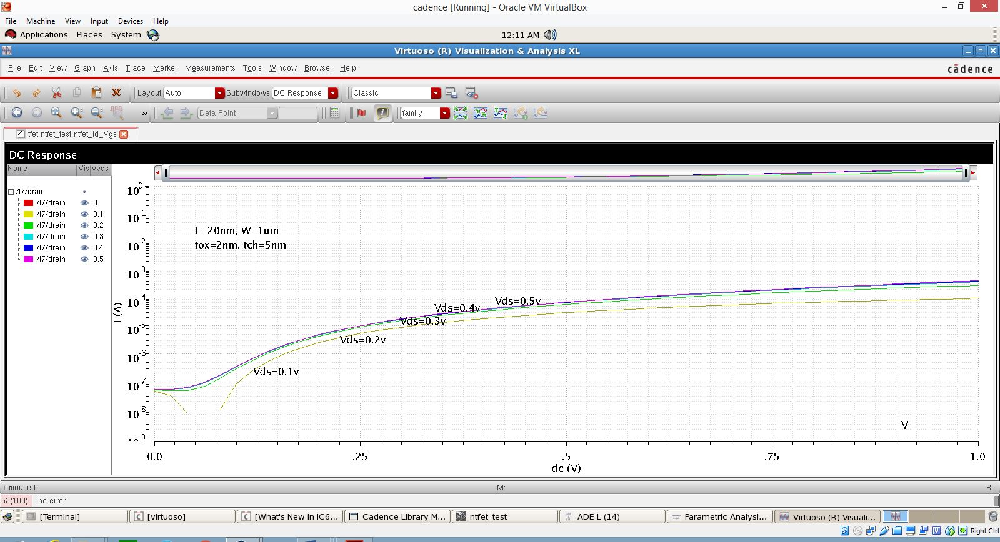 cadence [Running] - Oracle VM VirtualBox
File Machine View Input Devices Help
Applications Places System 12:11 AM
Virtuoso (R) Visualization & Analysis XL
File Edit View Graph Axis Trace Marker Measurements Tools Window Browser Help
cādence
Layout: Auto Subwindows: DC Response Classic
» Data Point family
tfet ntfet_test ntfet_Id_Vgs
DC Response
Name Vis vvds
/I7/drain
/I7/drain 0
/I7/drain 0.1
/I7/drain 0.2
/I7/drain 0.3
/I7/drain 0.4
/I7/drain 0.5
10^0
10^-1
10^-2
10^-3
10^-4
10^-5
10^-6
10^-7
10^-8
10^-9
I (A)
L=20nm, W=1um
tox=2nm, tch=5nm
Vds=0.5v
Vds=0.4v
Vds=0.3v
Vds=0.2v
Vds=0.1v
V
0.0 .25 .5 .75 1.0
dc (V)
mouse L: M: R:
53(108) no error
[Terminal] [virtuoso] [What's New in IC6... Cadence Library M... ntfet_test ADE L (14) Parametric Analysi... Virtuoso (R) Visuali...
Right Ctrl